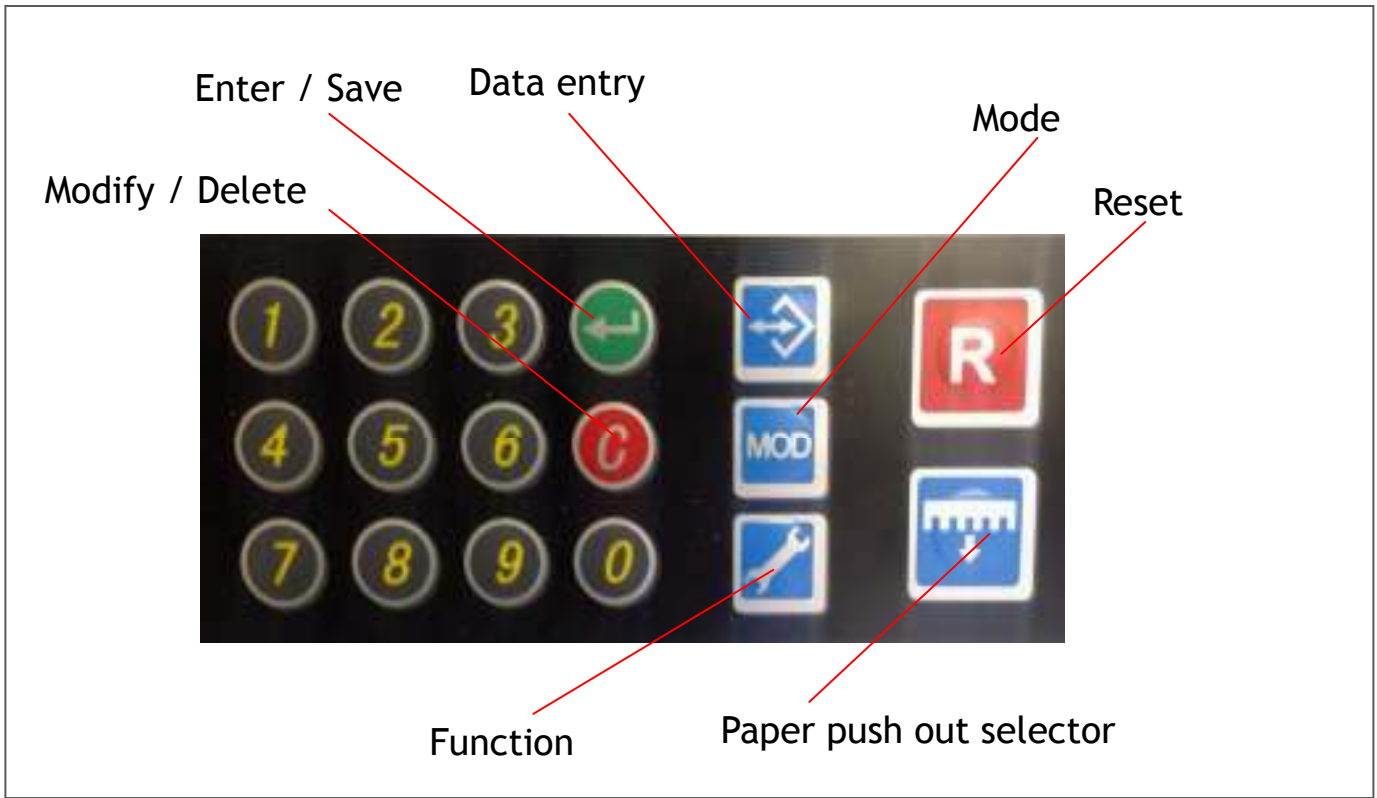 Enter / Save
Data entry
Mode
Modify / Delete
Reset
1 2 3
R
4 5 6 C
MOD
7 8 9 0
Function
Paper push out selector